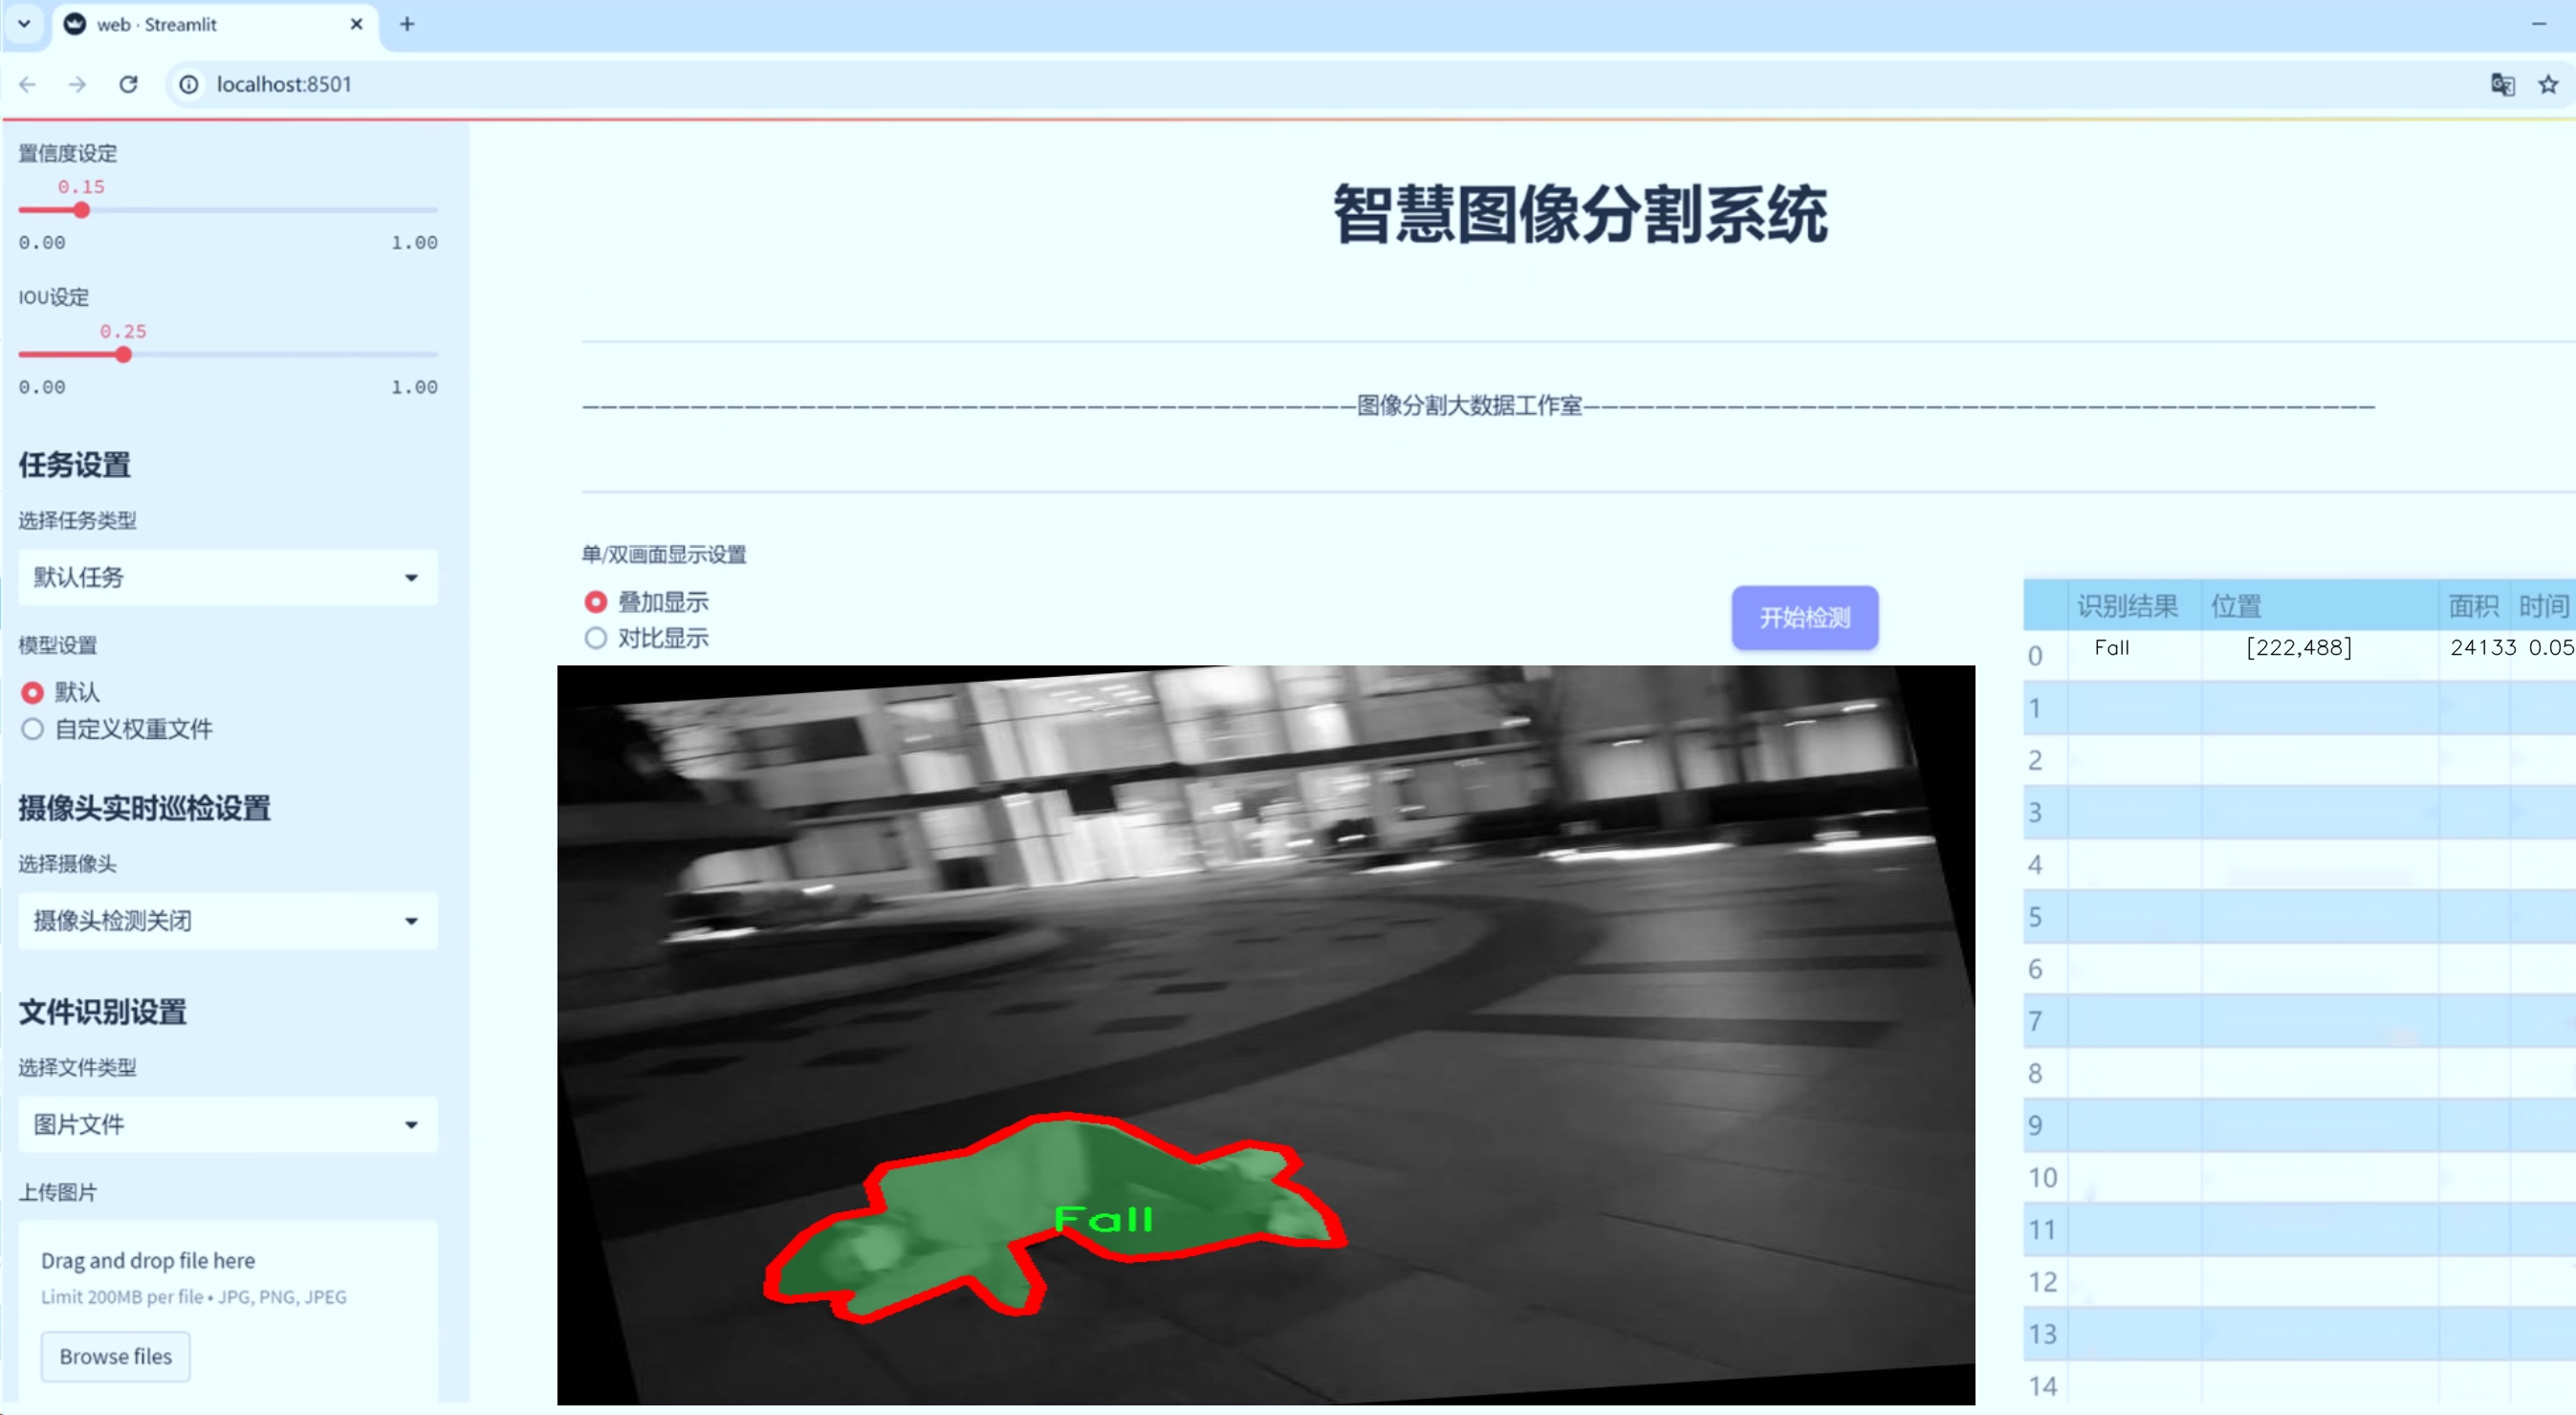 web · Streamlit
localhost:8501
置信度设定
0.15
0.00 1.00
IOU设定
0.25
0.00 1.00
任务设置
选择任务类型
默认任务
模型设置
默认
自定义权重文件
摄像头实时巡检设置
选择摄像头
摄像头检测关闭
文件识别设置
选择文件类型
图片文件
上传图片
Drag and drop file here
Limit 200MB per file • JPG, PNG, JPEG
Browse files
智慧图像分割系统
图像分割大数据工作室
单/双画面显示设置
叠加显示
对比显示
开始检测
Fall
识别结果 位置 面积 时间
0 Fall [222,488] 24133 0.05
1
2
3
4
5
6
7
8
9
10
11
12
13
14